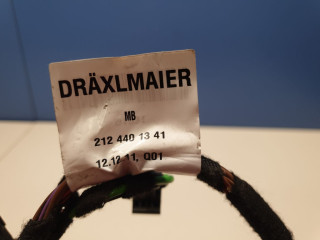 DRÄXLMAIER
MB
212 440 13 41
12.12.11, Q01